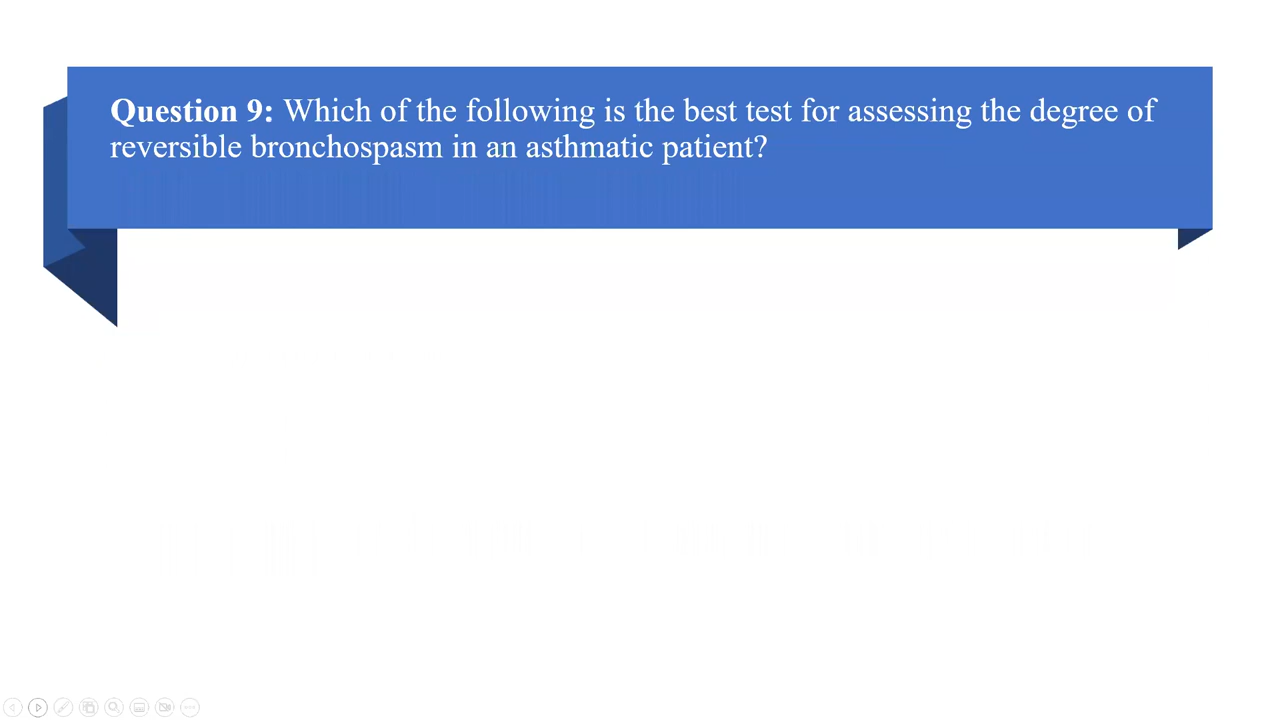 Question 9: Which of the following is the best test for assessing the degree of
reversible bronchospasm in an asthmatic patient?